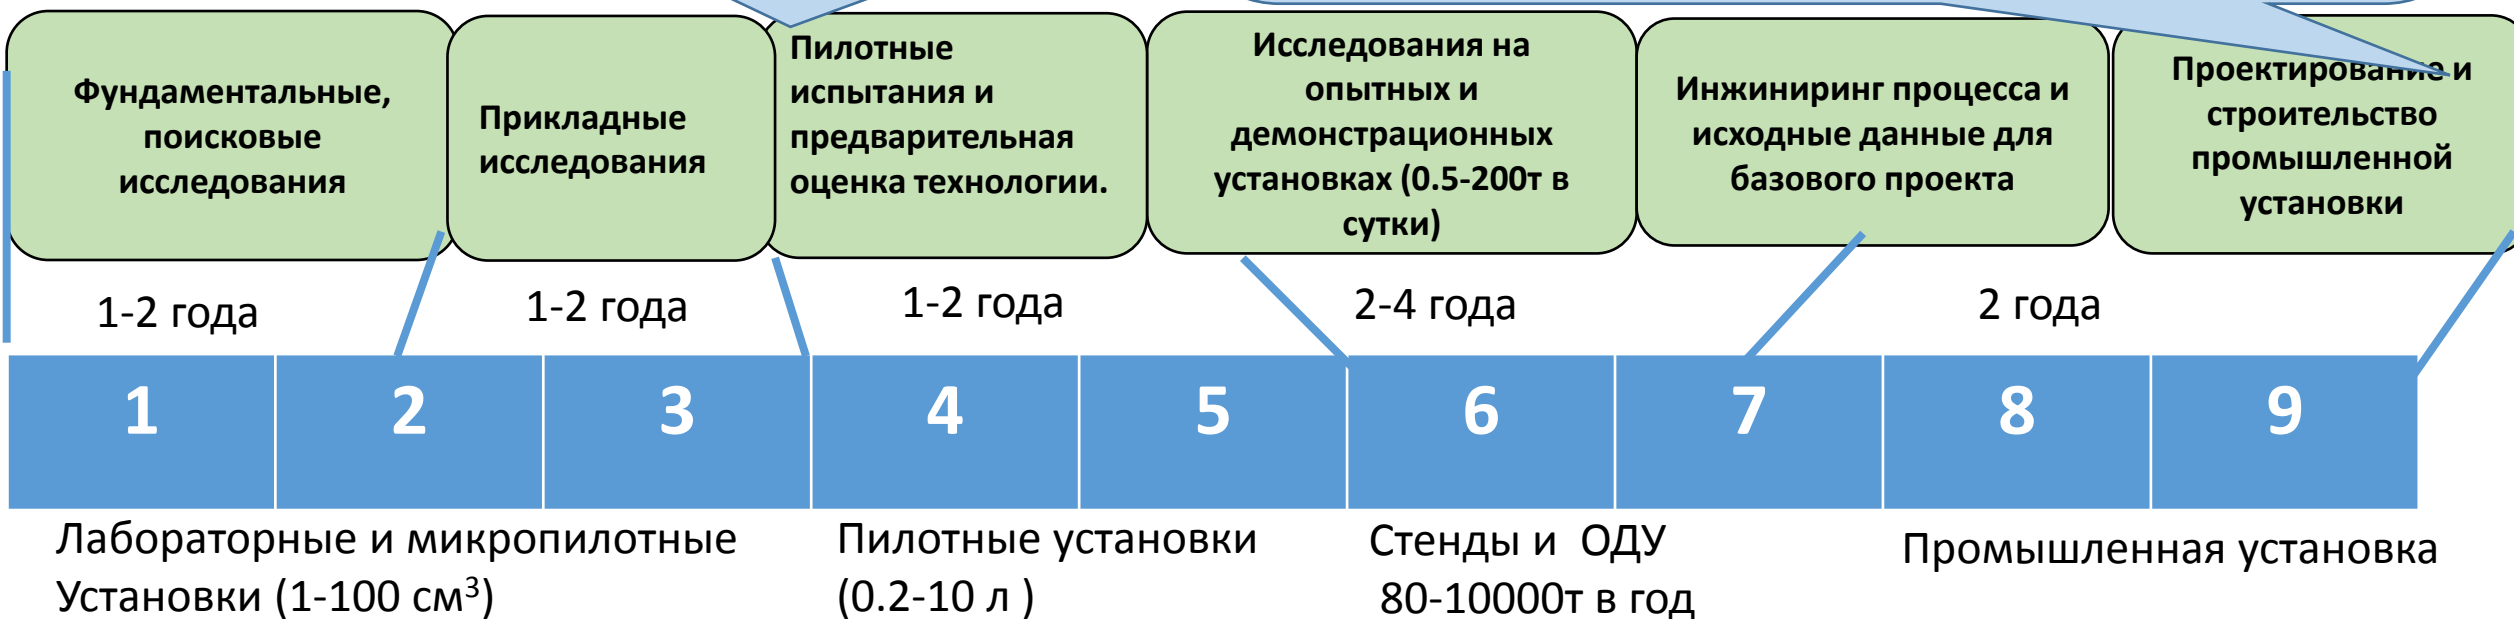 Фундаментальные,
поисковые
исследования
Прикладные
исследования
Пилотные
испытания и
предварительная
оценка технологии.
Исследования на
опытных и
демонстрационных
установках (0.5-200т в
сутки)
Инжиниринг процесса и
исходные данные для
базового проекта
Проектирование и
строительство
промышленной
установки
1-2 года
1-2 года
1-2 года
2-4 года
2 года
1
2
3
4
5
6
7
8
9
Лабораторные и микропилотные
Установки (1-100 см³)
Пилотные установки
(0.2-10 л )
Стенды и ОДУ
80-10000т в год
Промышленная установка